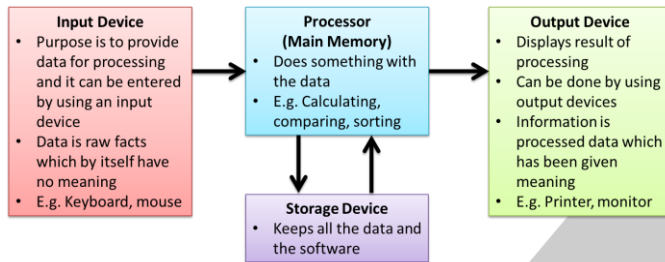 Input Device
• Purpose is to provide
data for processing
and it can be entered
by using an input
device
• Data is raw facts
which by itself have
no meaning
• E.g. Keyboard, mouse
Processor
(Main Memory)
• Does something with
the data
• E.g. Calculating,
comparing, sorting
Storage Device
• Keeps all the data and
the software
Output Device
• Displays result of
processing
• Can be done by using
output devices
• Information is
processed data which
has been given
meaning
• E.g. Printer, monitor